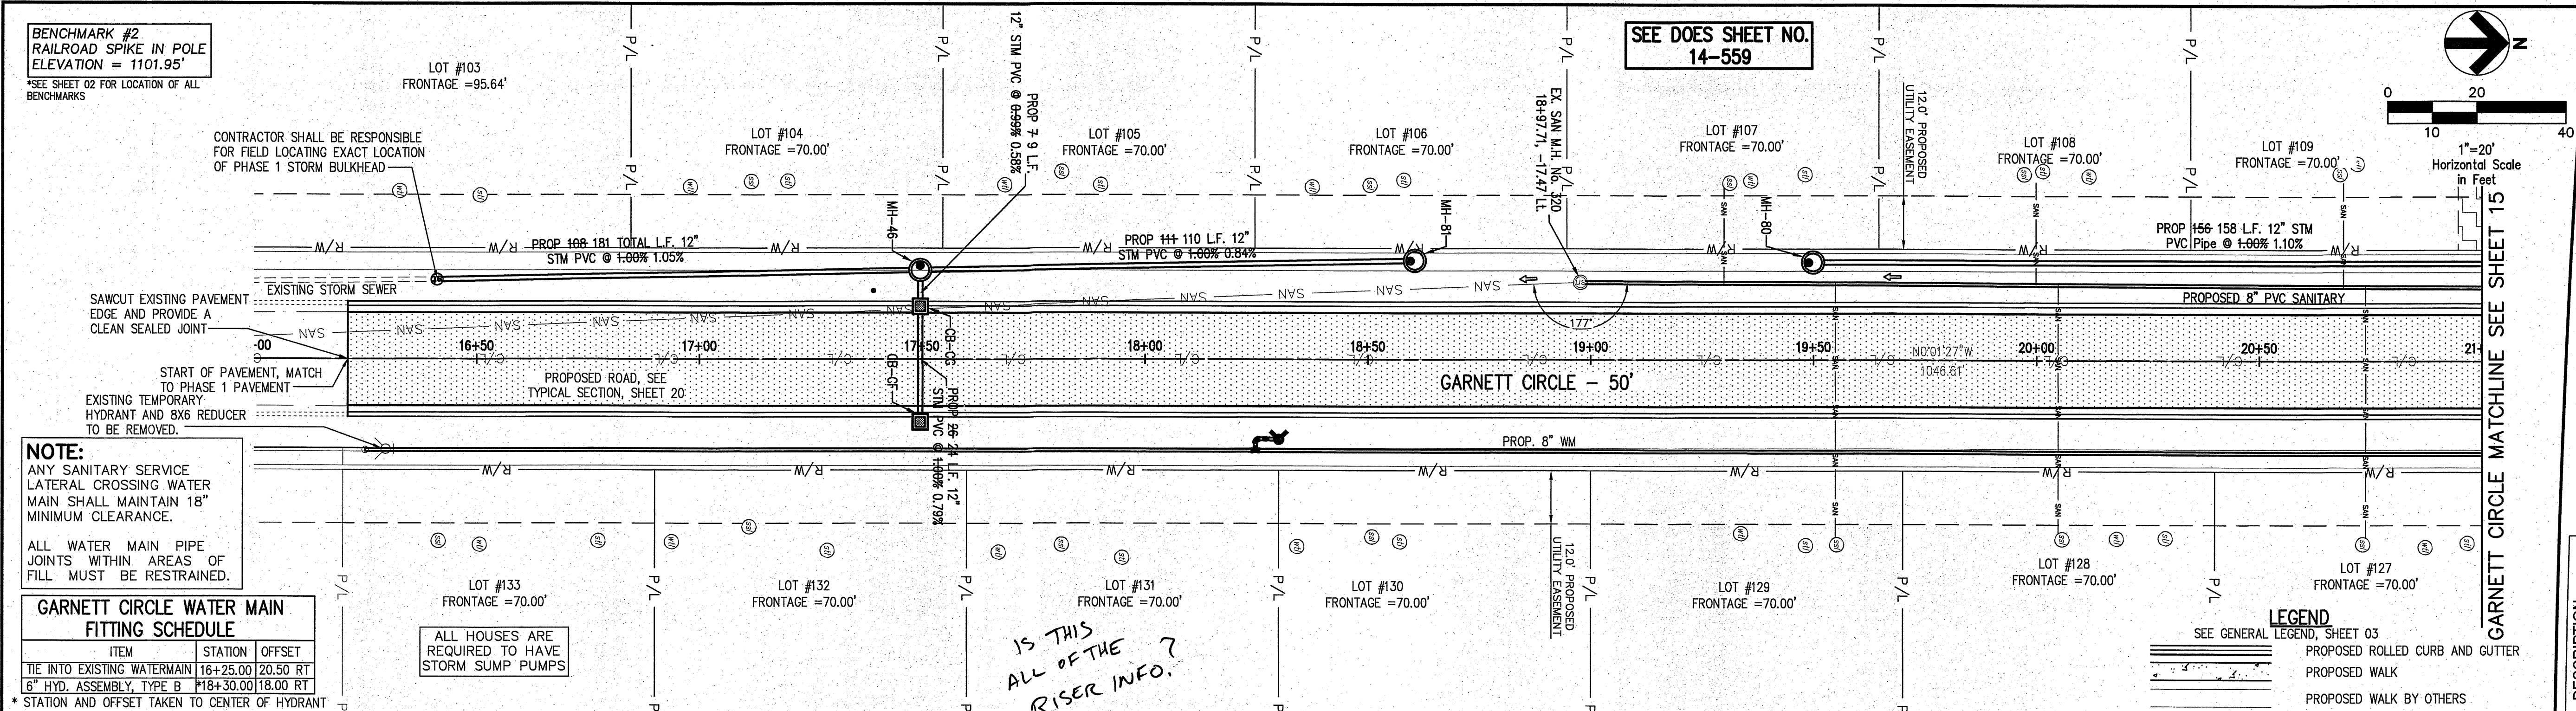 BENCHMARK #2
RAILROAD SPIKE IN POLE
ELEVATION = 1101.95'
*SEE SHEET 02 FOR LOCATION OF ALL
BENCHMARKS
SEE DOES SHEET NO.
14-559
N
0 20
10 40
1"=20'
Horizontal Scale
in Feet
LOT #103
FRONTAGE =95.64'
LOT #104
FRONTAGE =70.00'
LOT #105
FRONTAGE =70.00'
LOT #106
FRONTAGE =70.00'
LOT #107
FRONTAGE =70.00'
LOT #108
FRONTAGE =70.00'
LOT #109
FRONTAGE =70.00'
P/L P/L P/L P/L P/L P/L
P/L P/L P/L P/L P/L P/L
PROP 7 9 L.F.
12" STM PVC @ 0.99% 0.58%
EX. SAN M.H. No. 320
18+97.71, -17.47 Lt.
12.0' PROPOSED
UTILITY EASEMENT
CONTRACTOR SHALL BE RESPONSIBLE
FOR FIELD LOCATING EXACT LOCATION
OF PHASE 1 STORM BULKHEAD
MH-46
MH-81
MH-80
R/W R/W R/W R/W R/W R/W R/W R/W R/W
PROP 108 181 TOTAL L.F. 12"
STM PVC @ 1.00% 1.05%
PROP 111 110 L.F. 12"
STM PVC @ 1.00% 0.84%
PROP 156 158 L.F. 12" STM
PVC Pipe @ 1.00% 1.10%
EXISTING STORM SEWER
SAWCUT EXISTING PAVEMENT
EDGE AND PROVIDE A
CLEAN SEALED JOINT
SAN SAN SAN SAN SAN SAN SAN SAN SAN SAN SAN
PROPOSED 8" PVC SANITARY
177°
-00 16+50 17+00 17+50 18+00 18+50 19+00 19+50 20+00 20+50 21+
N0°01'27"W
1046.61'
START OF PAVEMENT, MATCH
TO PHASE 1 PAVEMENT
PROPOSED ROAD, SEE
TYPICAL SECTION, SHEET 20
CB-CG
CB-CF
PROP 26 24 L.F. 12"
STM PVC @ 1.00% 0.79%
GARNETT CIRCLE - 50'
EXISTING TEMPORARY
HYDRANT AND 8X6 REDUCER
TO BE REMOVED.
PROP. 8" WM
R/W R/W R/W R/W R/W R/W R/W
GARNETT CIRCLE MATCHLINE SEE SHEET 15
NOTE:
ANY SANITARY SERVICE
LATERAL CROSSING WATER
MAIN SHALL MAINTAIN 18"
MINIMUM CLEARANCE.
ALL WATER MAIN PIPE
JOINTS WITHIN AREAS OF
FILL MUST BE RESTRAINED.
12.0' PROPOSED
UTILITY EASEMENT
LOT #133
FRONTAGE =70.00'
LOT #132
FRONTAGE =70.00'
LOT #131
FRONTAGE =70.00'
LOT #130
FRONTAGE =70.00'
LOT #129
FRONTAGE =70.00'
LOT #128
FRONTAGE =70.00'
LOT #127
FRONTAGE =70.00'
P/L P/L P/L P/L P/L P/L P/L
GARNETT CIRCLE WATER MAIN
FITTING SCHEDULE
ITEM STATION OFFSET
TIE INTO EXISTING WATERMAIN 16+25.00 20.50 RT
6" HYD. ASSEMBLY, TYPE B *18+30.00 18.00 RT
* STATION AND OFFSET TAKEN TO CENTER OF HYDRANT
ALL HOUSES ARE
REQUIRED TO HAVE
STORM SUMP PUMPS
IS THIS
ALL OF THE ?
RISER INFO.
LEGEND
SEE GENERAL LEGEND, SHEET 03
PROPOSED ROLLED CURB AND GUTTER
PROPOSED WALK
PROPOSED WALK BY OTHERS